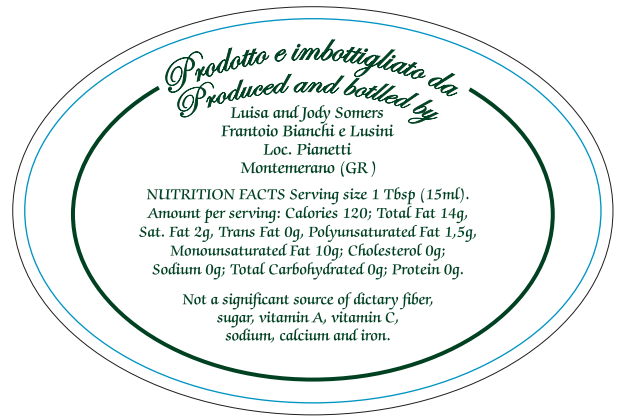 Prodotto e imbottigliato da
Produced and botlled by
Luisa and Jody Somers
Frantoio Bianchi e Lusini
Loc. Pianetti
Montemerano (GR )
NUTRITION FACTS Serving size 1 Tbsp (15ml).
Amount per serving: Calories 120; Total Fat 14g,
Sat. Fat 2g, Trans Fat 0g, Polyunsaturated Fat 1,5g,
Monounsaturated Fat 10g; Cholesterol 0g;
Sodium 0g; Total Carbohydrated 0g; Protein 0g.
Not a significant source of dictary fiber,
sugar, vitamin A, vitamin C,
sodium, calcium and iron.